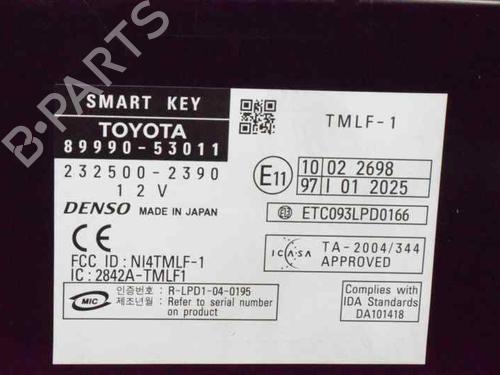 SMART KEY
TOYOTA
89990-53011
232500-2390
12V
DENSO MADE IN JAPAN
CE
FCC ID : NI4TMLF-1
IC : 2842A-TMLF1
MIC
인증번호 : R-LPD1-04-0195
제조년월 : Refer to serial number
on product
TMLF-1
E11
10 02 2698
97 I 01 2025
ETC093LPD0166
ICASA
TA-2004/344
APPROVED
Complies with
IDA Standards
DA101418
B-PARTS